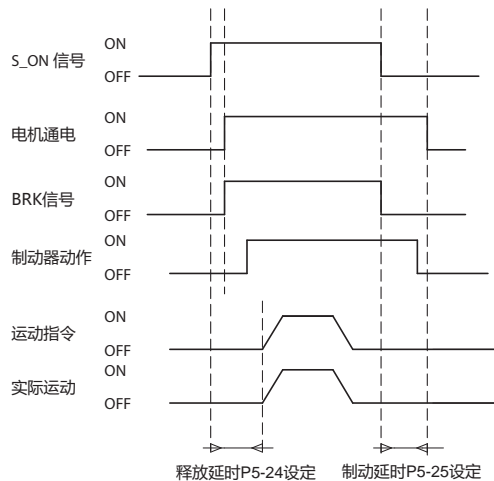 ON
S_ON 信号
OFF
ON
电机通电
OFF
ON
BRK信号
OFF
ON
制动器动作
OFF
ON
运动指令
OFF
ON
实际运动
OFF
释放延时P5-24设定 制动延时P5-25设定